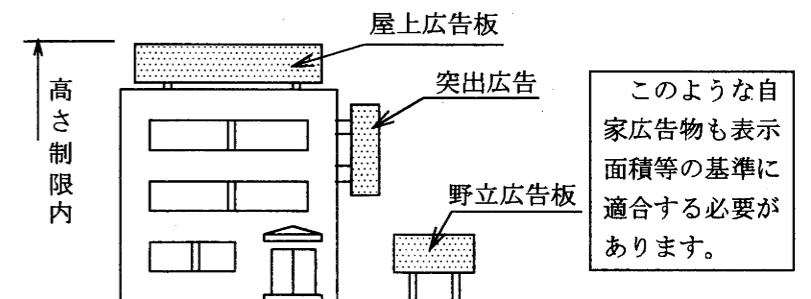 屋上広告板
突出広告
高さ制限内
野立広告板
このような自
家広告物も表示
面積等の基準に
適合する必要が
あります。